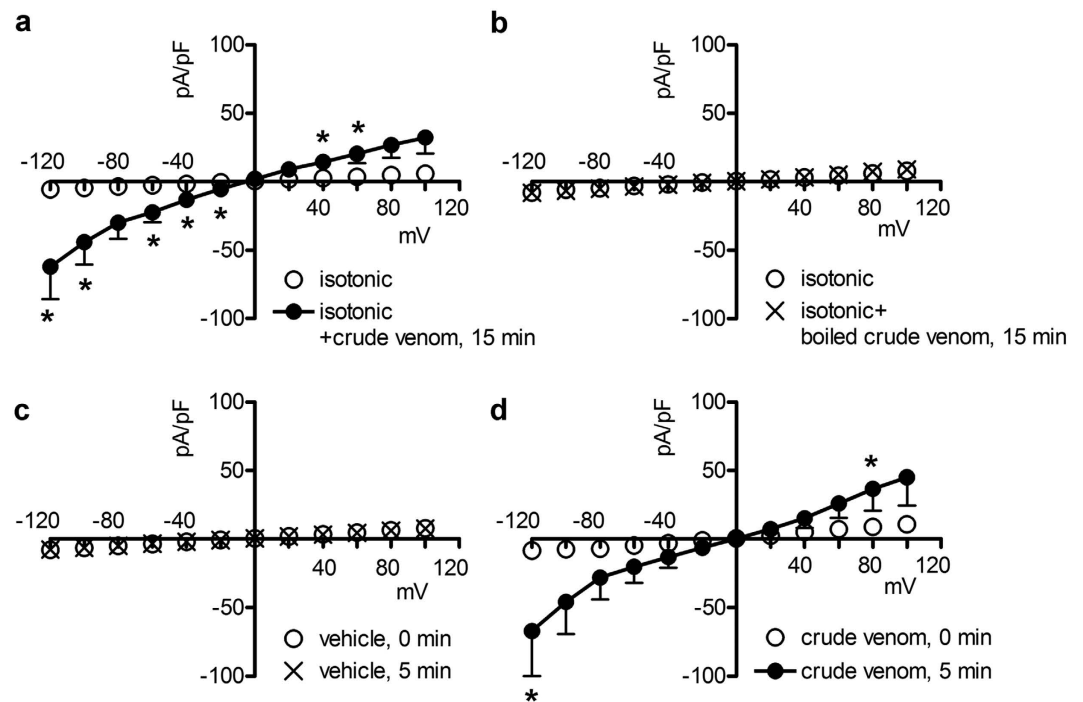 a
pA/pF
100
50
-50
-100
-120
-80
-40
40
80
120
mV
*
*
*
*
*
*
*
isotonic
isotonic
+crude venom, 15 min
b
pA/pF
100
50
-50
-100
-120
-80
-40
40
80
120
mV
isotonic
isotonic+
boiled crude venom, 15 min
c
pA/pF
100
50
-50
-100
-120
-80
-40
40
80
120
mV
vehicle, 0 min
vehicle, 5 min
d
pA/pF
100
50
-50
-100
-120
-80
-40
40
80
120
mV
*
*
crude venom, 0 min
crude venom, 5 min